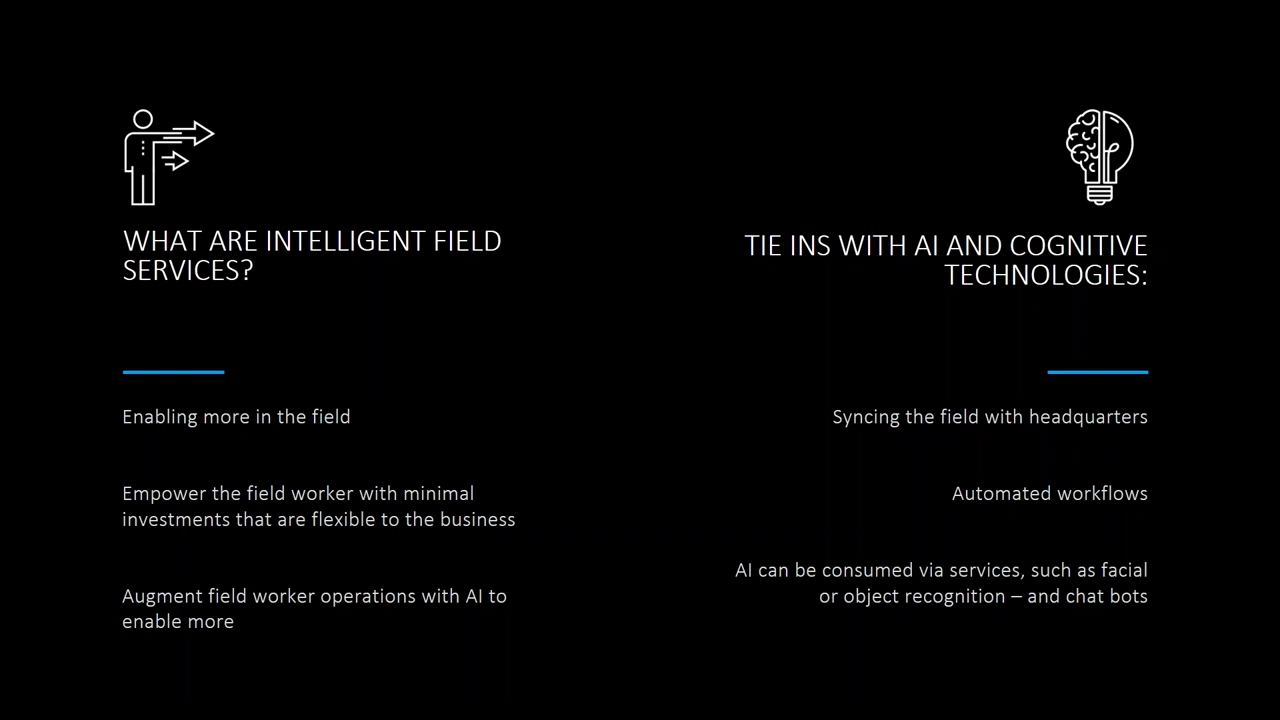 WHAT ARE INTELLIGENT FIELD
SERVICES?
Enabling more in the field
Empower the field worker with minimal
investments that are flexible to the business
Augment field worker operations with AI to
enable more
TIE INS WITH AI AND COGNITIVE
TECHNOLOGIES:
Syncing the field with headquarters
Automated workflows
AI can be consumed via services, such as facial
or object recognition – and chat bots